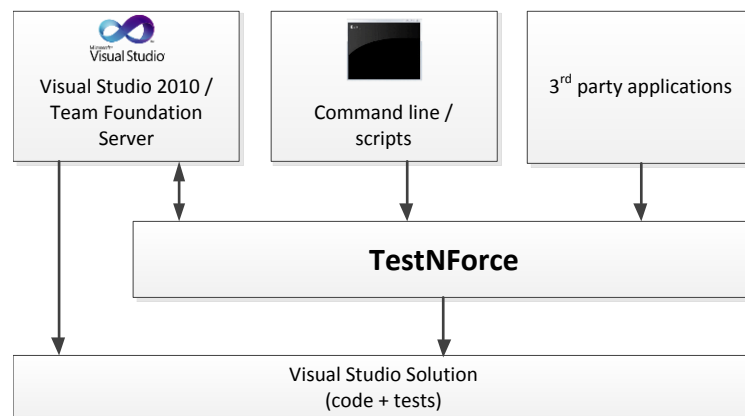 Microsoft
Visual Studio
Visual Studio 2010 /
Team Foundation
Server
Command line /
scripts
3rd party applications
TestNForce
Visual Studio Solution
(code + tests)